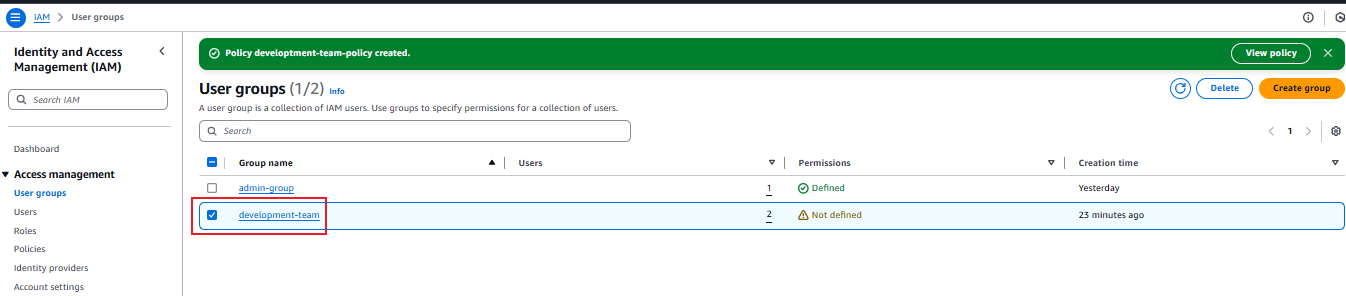 IAM > User groups
Identity and Access Management (IAM)
Search IAM
Dashboard
Access management
User groups
Users
Roles
Policies
Identity providers
Account settings
Policy developtment-team-policy created.
View policy
User groups (1/2) Info
Delete
Create group
A user group is a collection of IAM users. Use groups to specify permissions for a collection of users.
Search
1
Group name Users Permissions Creation time
admin-group 1 Defined Yesterday
development-team 2 Not defined 23 minutes ago